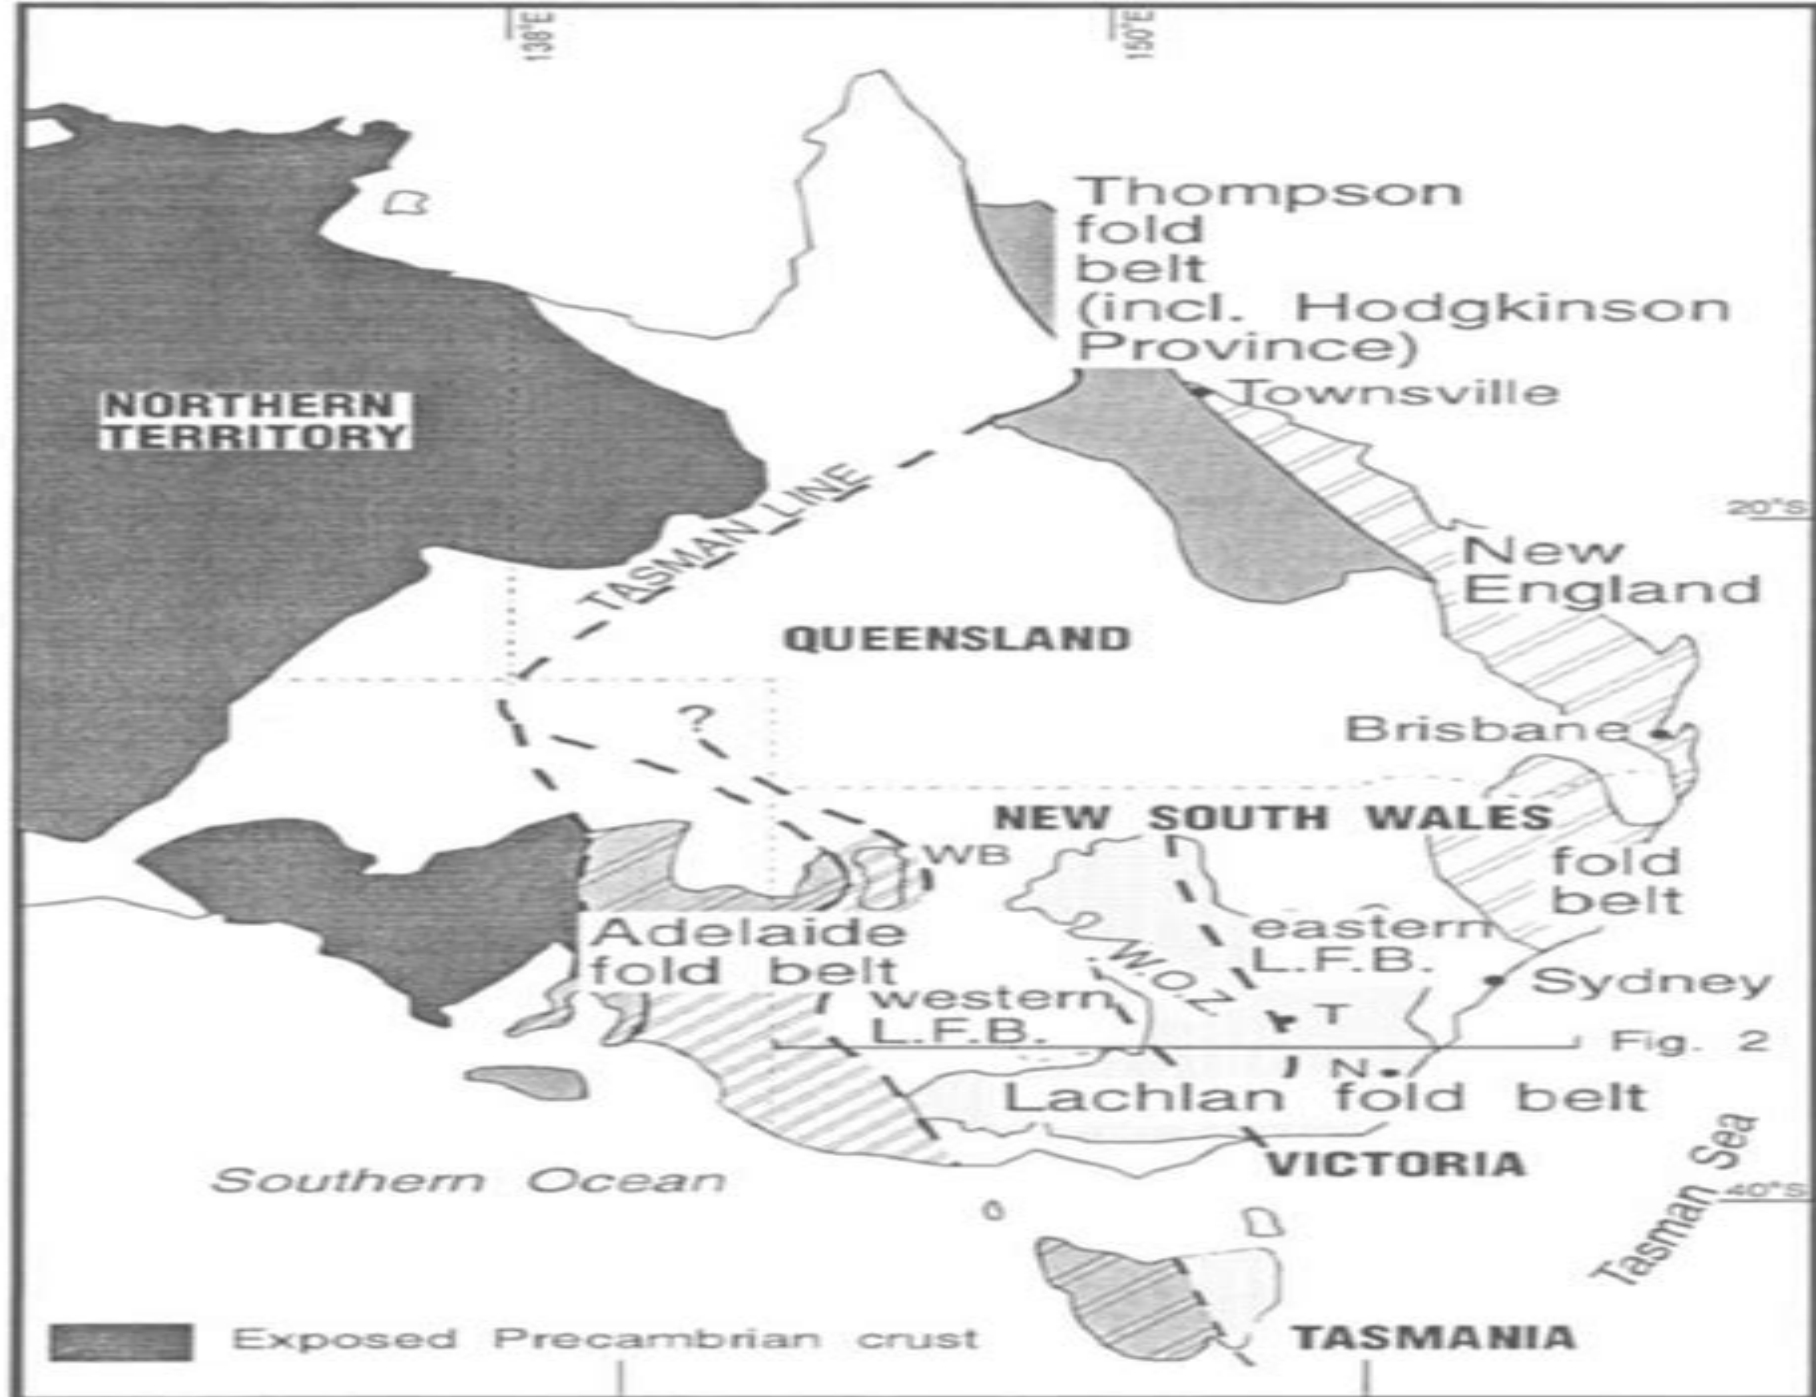 138°E
150°E
Thompson
fold
belt
(incl. Hodgkinson
Province)
NORTHERN
TERRITORY
Townsville
TASMAN LINE
20°S
New
England
QUEENSLAND
?
Brisbane
NEW SOUTH WALES
WB
fold
belt
Adelaide
fold belt
eastern
L.F.B.
W.O.Z.
Sydney
western
L.F.B.
T
Fig. 2
N
Lachlan fold belt
VICTORIA
Southern Ocean
Tasman Sea
40°S
Exposed Precambrian crust
TASMANIA